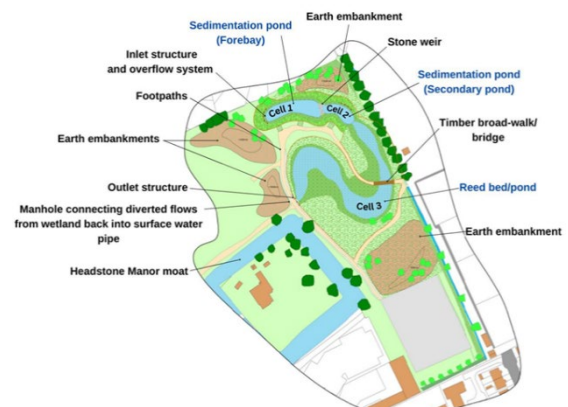 Sedimentation pond
(Forebay)
Earth embankment
Inlet structure
and overflow system
Stone weir
Sedimentation pond
(Secondary pond)
Footpaths
Cell 1
Cell 2
Timber broad-walk/
bridge
Earth embankments
Outlet structure
Reed bed/pond
Manhole connecting diverted flows
from wetland back into surface water
pipe
Cell 3
Earth embankment
Headstone Manor moat